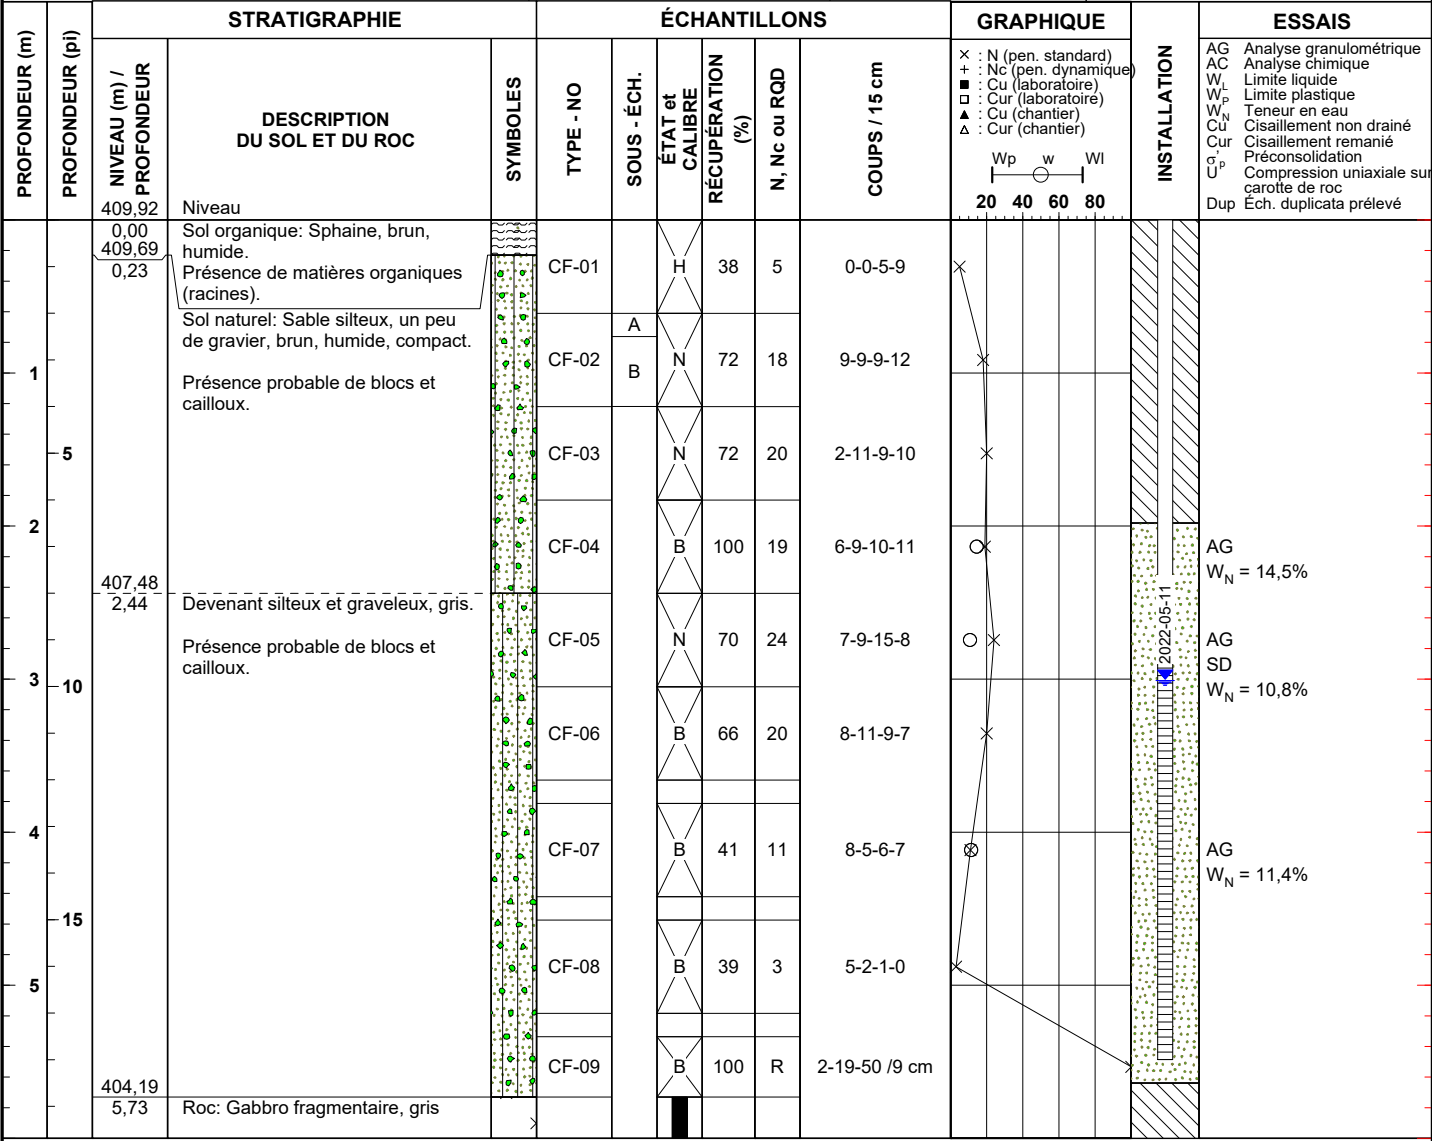 STRATIGRAPHIE
ÉCHANTILLONS
GRAPHIQUE
ESSAIS
PROFONDEUR (m)
PROFONDEUR (pi)
NIVEAU (m) /
PROFONDEUR
DESCRIPTION
DU SOL ET DU ROC
SYMBOLES
TYPE - NO
SOUS - ÉCH.
ÉTAT et
CALIBRE
RÉCUPÉRATION
(%)
N, Nc ou RQD
COUPS / 15 cm
× : N (pen. standard)
+ : Nc (pen. dynamique)
■ : Cu (laboratoire)
□ : Cur (laboratoire)
▲ : Cu (chantier)
△ : Cur (chantier)
Wp w Wl
20 40 60 80
INSTALLATION
AG Analyse granulométrique
AC Analyse chimique
WL Limite liquide
WP Limite plastique
WN Teneur en eau
Cu Cisaillement non drainé
Cur Cisaillement remanié
σ'p Préconsolidation
U Compression uniaxiale sur
carotte de roc
Dup Éch. duplicata prélevé
409,92 Niveau
0,00 Sol organique: Sphaine, brun,
409,69 humide.
0,23 Présence de matières organiques
(racines).
CF-01 H 38 5 0-0-5-9
Sol naturel: Sable silteux, un peu
de gravier, brun, humide, compact.
A
CF-02 B N 72 18 9-9-9-12
1
Présence probable de blocs et
cailloux.
5
CF-03 N 72 20 2-11-9-10
2
CF-04 B 100 19 6-9-10-11 AG
WN = 14,5%
407,48
2,44 Devenant silteux et graveleux, gris.
2022-05-11
Présence probable de blocs et
cailloux.
CF-05 N 70 24 7-9-15-8 AG
SD
WN = 10,8%
3
10
CF-06 B 66 20 8-11-9-7
4
CF-07 B 41 11 8-5-6-7 AG
WN = 11,4%
15
CF-08 B 39 3 5-2-1-0
5
CF-09 B 100 R 2-19-50 /9 cm
404,19
5,73 Roc: Gabbro fragmentaire, gris